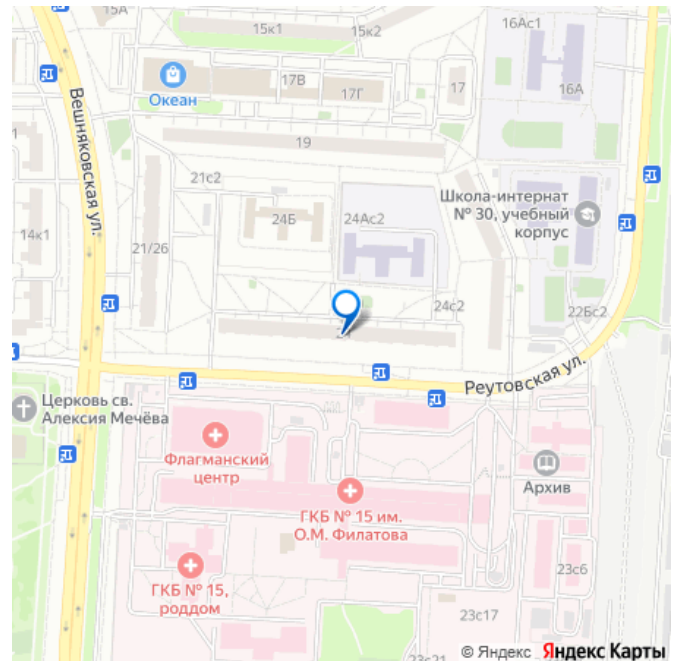 15А
15к1
15к2
16Ас1
17В
17Г
17
16А
Океан
Вешняковская ул.
19
21с2
Школа-интернат
№ 30, учебный
корпус
24Б
24Ас2
14к1
21/26
24с2
22Бс2
Реутовская ул.
Церковь св.
Алексия Мечёва
Флагманский
центр
Архив
ГКБ № 15 им.
О.М. Филатова
ГКБ № 15,
роддом
23с6
23с17
23с21
© Яндекс Яндекс Карты